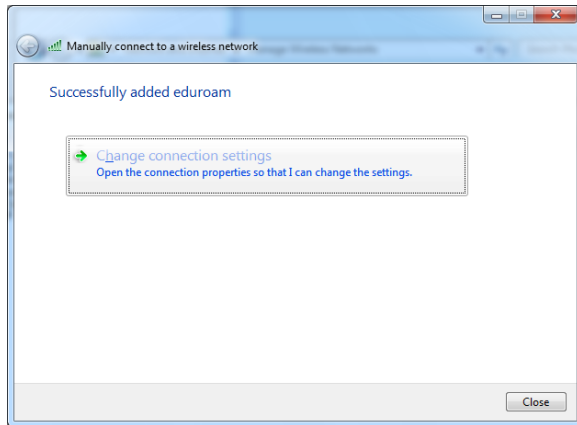 Manually connect to a wireless network
Successfully added eduroam
Change connection settings
Open the connection properties so that I can change the settings.
Close